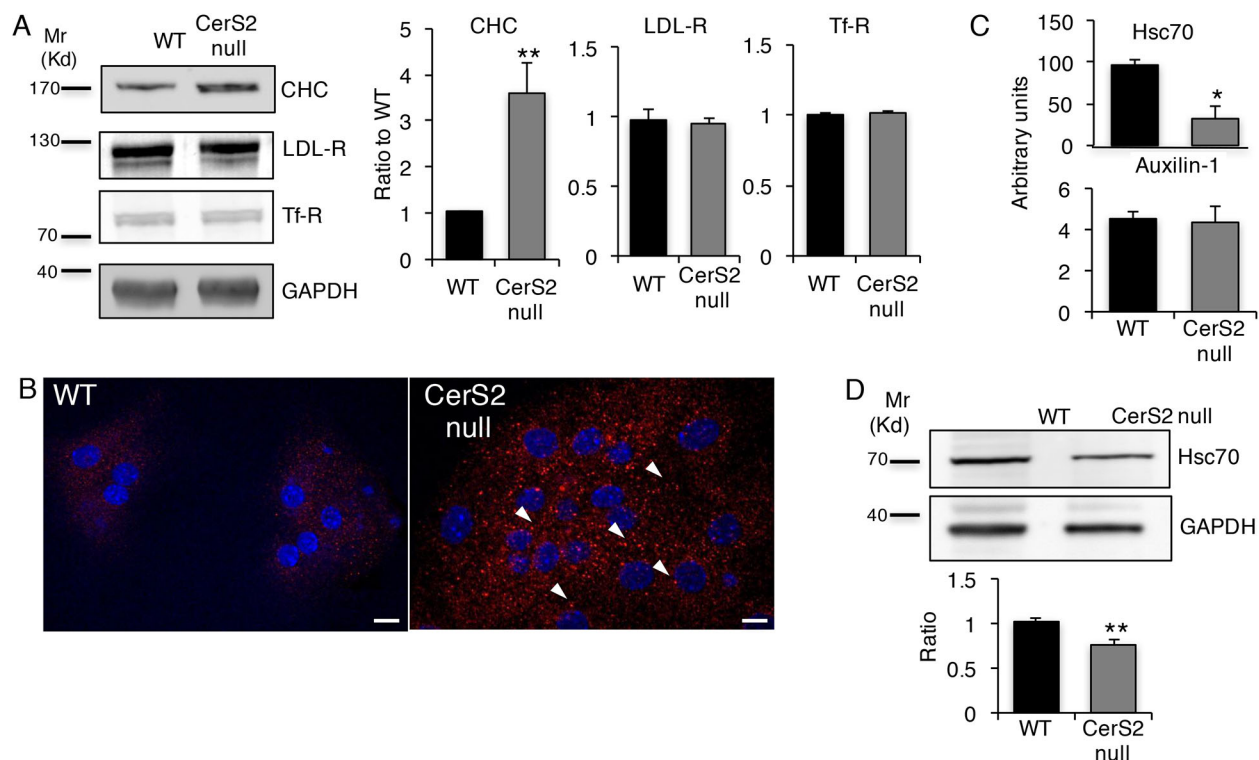 A
Mr
(Kd)
WT
CerS2
null
170
CHC
130
LDL-R
Tf-R
70
40
GAPDH
CHC
LDL-R
Tf-R
Ratio to WT
5
4
3
2
1
0
**
WT
CerS2
null
1.5
1
0.5
0
WT
CerS2
null
1.5
1
0.5
0
WT
CerS2
null
C
Hsc70
Arbitrary units
150
100
50
0
*
Auxilin-1
6
4
2
0
WT
CerS2
null
B
WT
CerS2
null
D
Mr
(Kd)
WT
CerS2 null
70
Hsc70
40
GAPDH
Ratio
1.5
1
0.5
0
**
WT
CerS2
null